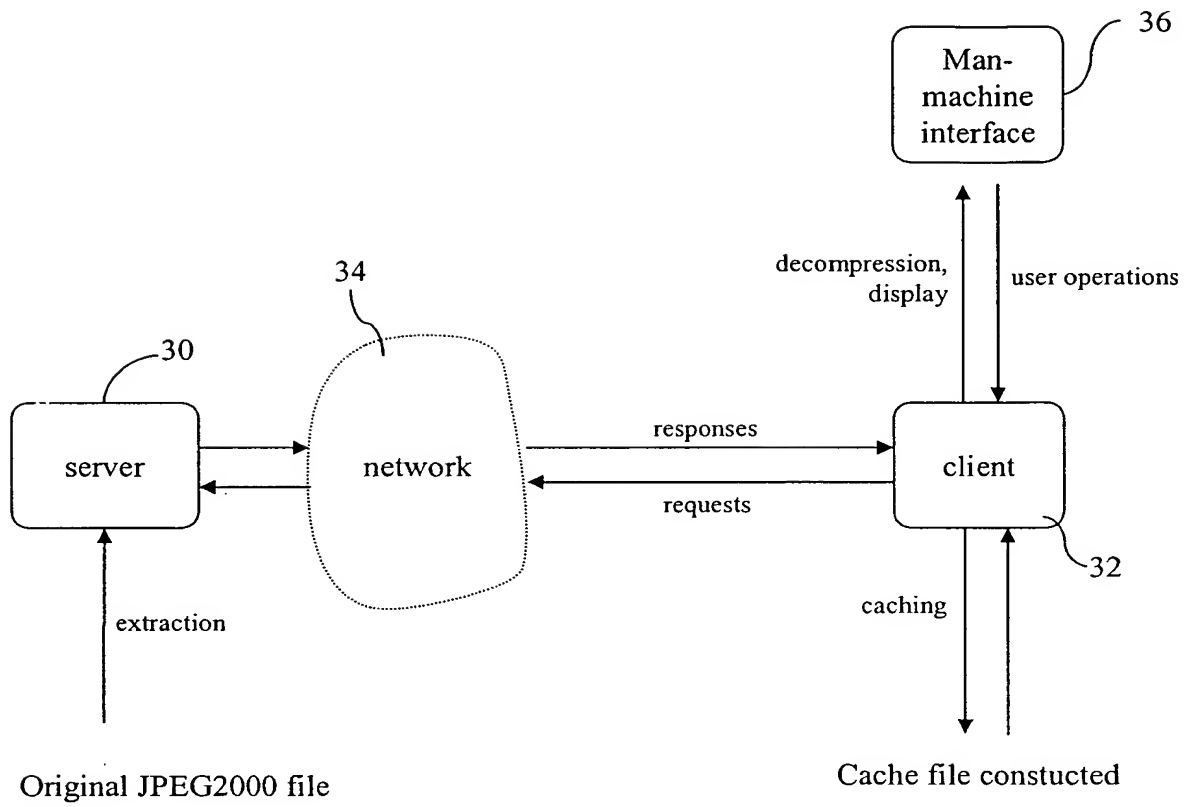 36
Man-
machine
interface
decompression,
display
user operations
34
30
server
network
responses
requests
client
32
extraction
caching
Original JPEG2000 file
Cache file constucted